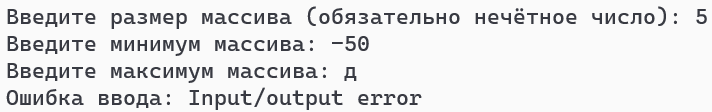 Введите размер массива (обязательно нечётное число): 5
Введите минимум массива: -50
Введите максимум массива: д
Ошибка ввода: Input/output error